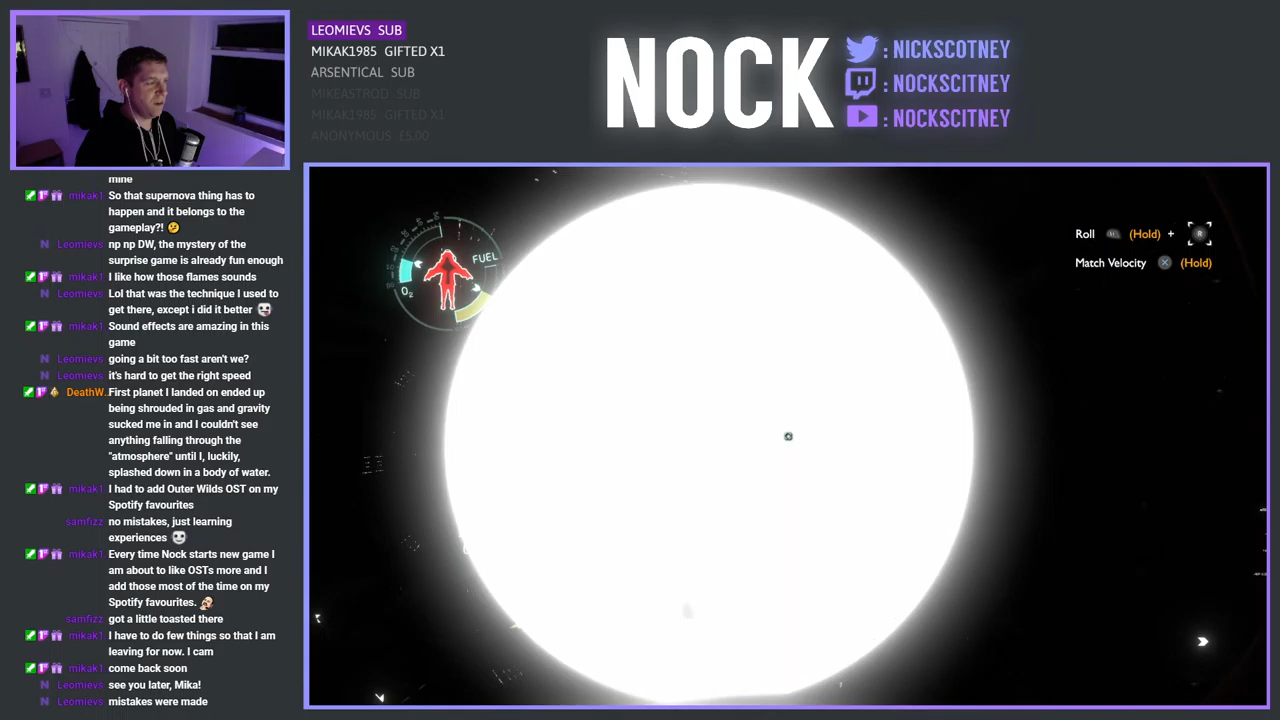 LEOMIEVS SUB
MIKAK1985 GIFTED X1
ARSENTICAL SUB
MIKEASTROD SUB
MIKAK1985 GIFTED X1
ANONYMOUS £5.00
NOCK
: NICKSCOTNEY
: NOCKSCITNEY
: NOCKSCITNEY
mine
mikak1 So that supernova thing has to
happen and it belongs to the
gameplay?!
Leomievs np np DW, the mystery of the
surprise game is already fun enough
mikak1 I like how those flames sounds
Leomievs Lol that was the technique I used to
get there, except i did it better
mikak1 Sound effects are amazing in this
game
Leomievs going a bit too fast aren't we?
Leomievs it's hard to get the right speed
DeathW.. First planet I landed on ended up
being shrouded in gas and gravity
sucked me in and I couldn't see
anything falling through the
"atmosphere" until I, luckily,
splashed down in a body of water.
mikak1 I had to add Outer Wilds OST on my
Spotify favourites
samfizz no mistakes, just learning
experiences
mikak1 Every time Nock starts new game I
am about to like OSTs more and I
add those most of the time on my
Spotify favourites.
samfizz got a little toasted there
mikak1 I have to do few things so that I am
leaving for now. I cam
mikak1 come back soon
Leomievs see you later, Mika!
Leomievs mistakes were made
FUEL
O2
Roll (Hold) + R
Match Velocity (Hold)